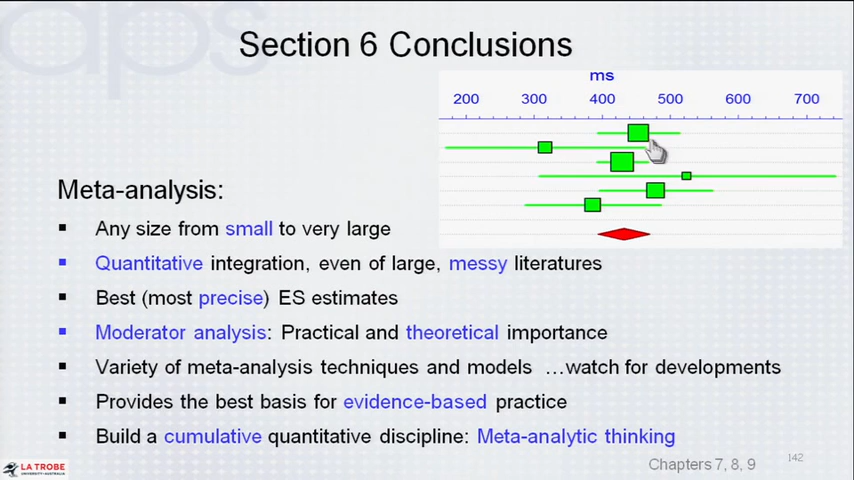 aps
Section 6 Conclusions
ms
200 300 400 500 600 700
Meta-analysis:
Any size from small to very large
Quantitative integration, even of large, messy literatures
Best (most precise) ES estimates
Moderator analysis: Practical and theoretical importance
Variety of meta-analysis techniques and models …watch for developments
Provides the best basis for evidence-based practice
Build a cumulative quantitative discipline: Meta-analytic thinking
LA TROBE
UNIVERSITY•AUSTRALIA
Chapters 7, 8, 9
142